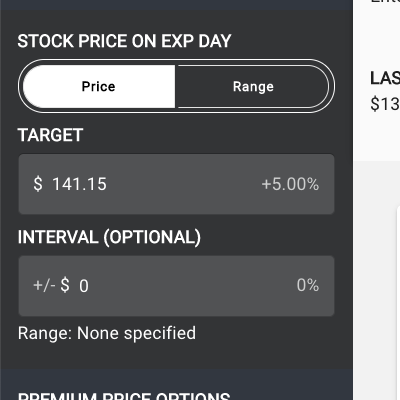 STOCK PRICE ON EXP DAY
Price Range
LAS
$13
TARGET
$ 141.15 +5.00%
INTERVAL (OPTIONAL)
+/- $ 0 0%
Range: None specified
PREMIUM PRICE OPTIONS